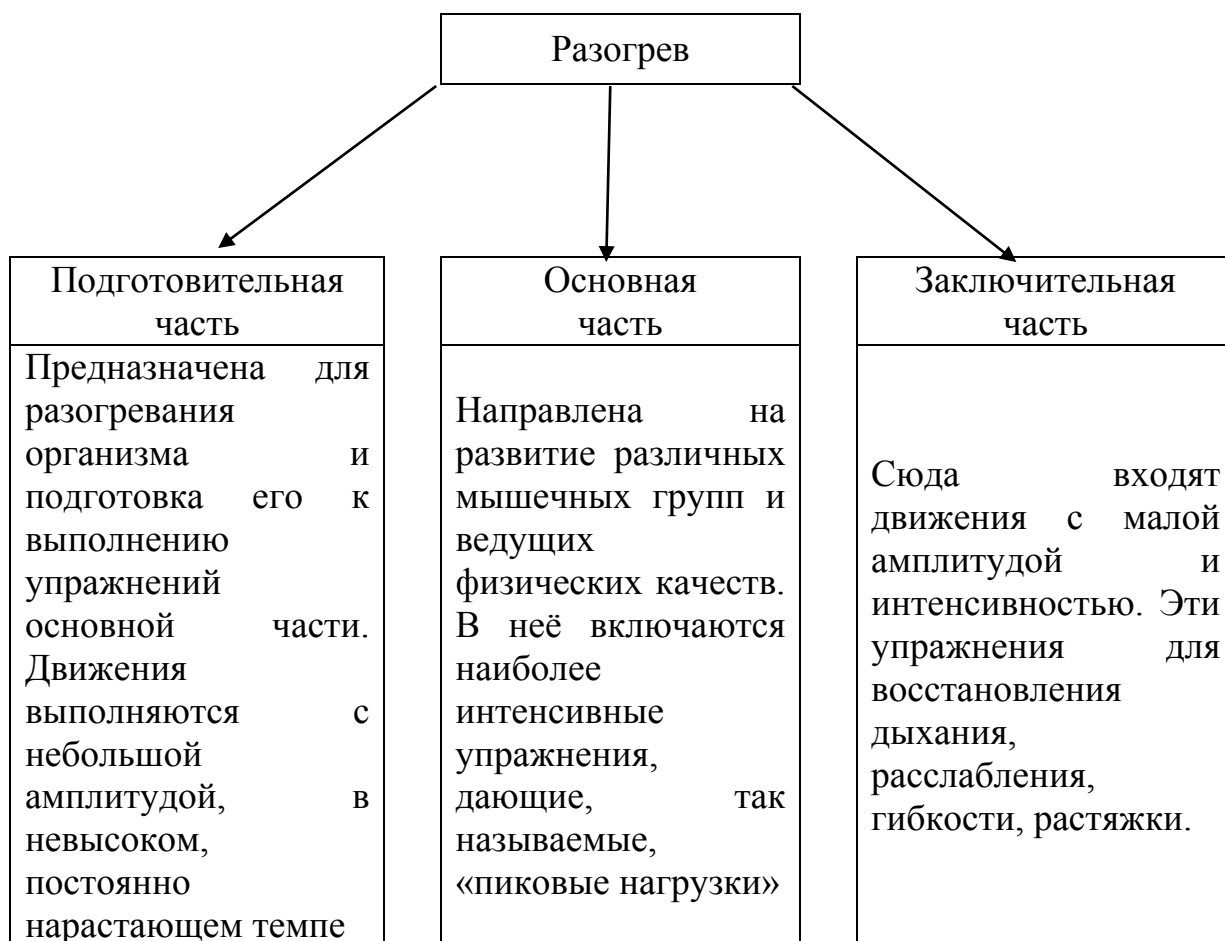 Разогрев
Подготовительная
часть
Предназначена для
разогревания
организма и
подготовка его к
выполнению
упражнений
основной части.
Движения
выполняются с
небольшой
амплитудой, в
невысоком,
постоянно
нарастающем темпе
Основная
часть
Направлена на
развитие различных
мышечных групп и
ведущих
физических качеств.
В неё включаются
наиболее
интенсивные
упражнения,
дающие, так
называемые,
«пиковые нагрузки»
Заключительная
часть
Сюда входят
движения с малой
амплитудой и
интенсивностью. Эти
упражнения для
восстановления
дыхания,
расслабления,
гибкости, растяжки.